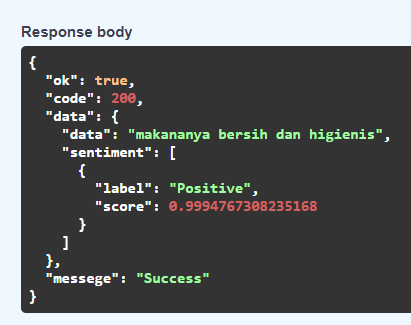 Response body
{
  "ok": true,
  "code": 200,
  "data": {
    "data": "makananya bersih dan higienis",
    "sentiment": [
      {
        "label": "Positive",
        "score": 0.9994767308235168
      }
    ]
  },
  "messege": "Success"
}